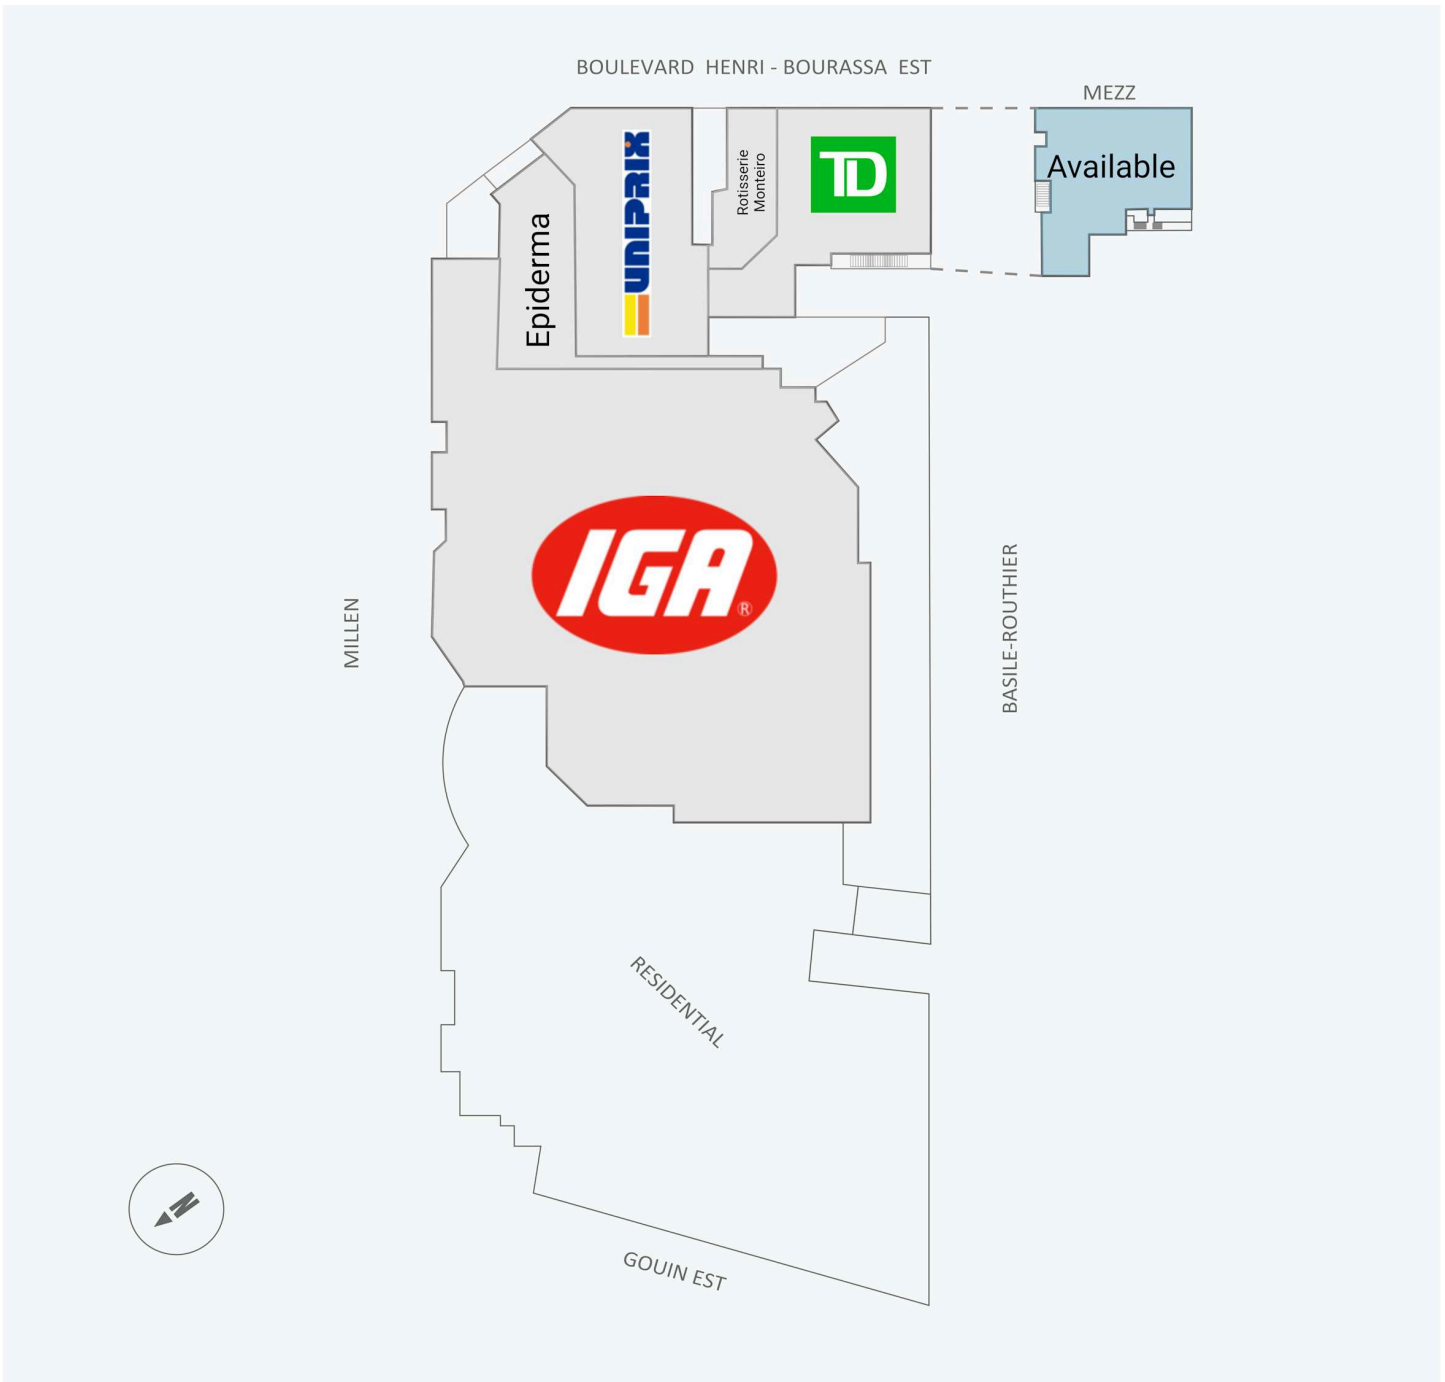 BOULEVARD HENRI - BOURASSA EST
MEZZ
UNIPRIX
Rotisserie
Monteiro
TD
Available
Epiderma
IGA®
MILLEN
BASILE-ROUTHIER
RESIDENTIAL
N
GOUIN EST